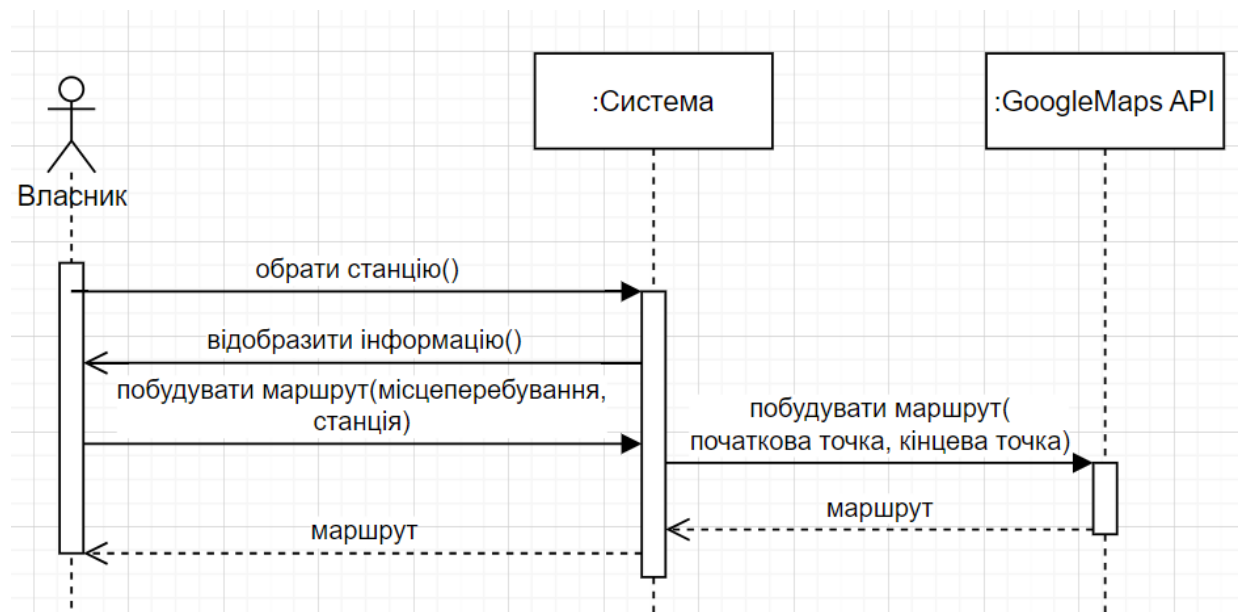 :Система
:GoogleMaps API
Власник
обрати станцію()
відобразити інформацію()
побудувати маршрут(місцеперебування,
станція)
побудувати маршрут(
початкова точка, кінцева точка)
маршрут
маршрут